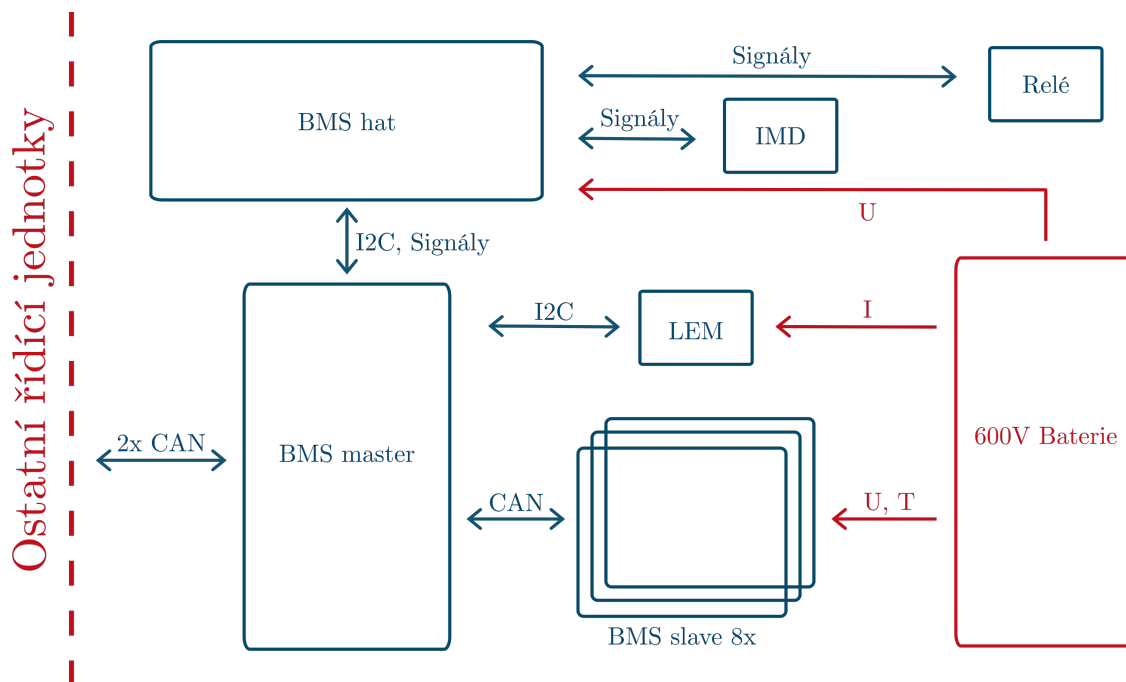 Ostatní řídící jednotky
Signály
Relé
BMS hat
Signály
IMD
U
I2C, Signály
I2C
LEM
I
2x CAN
BMS master
600V Baterie
CAN
U, T
BMS slave 8x